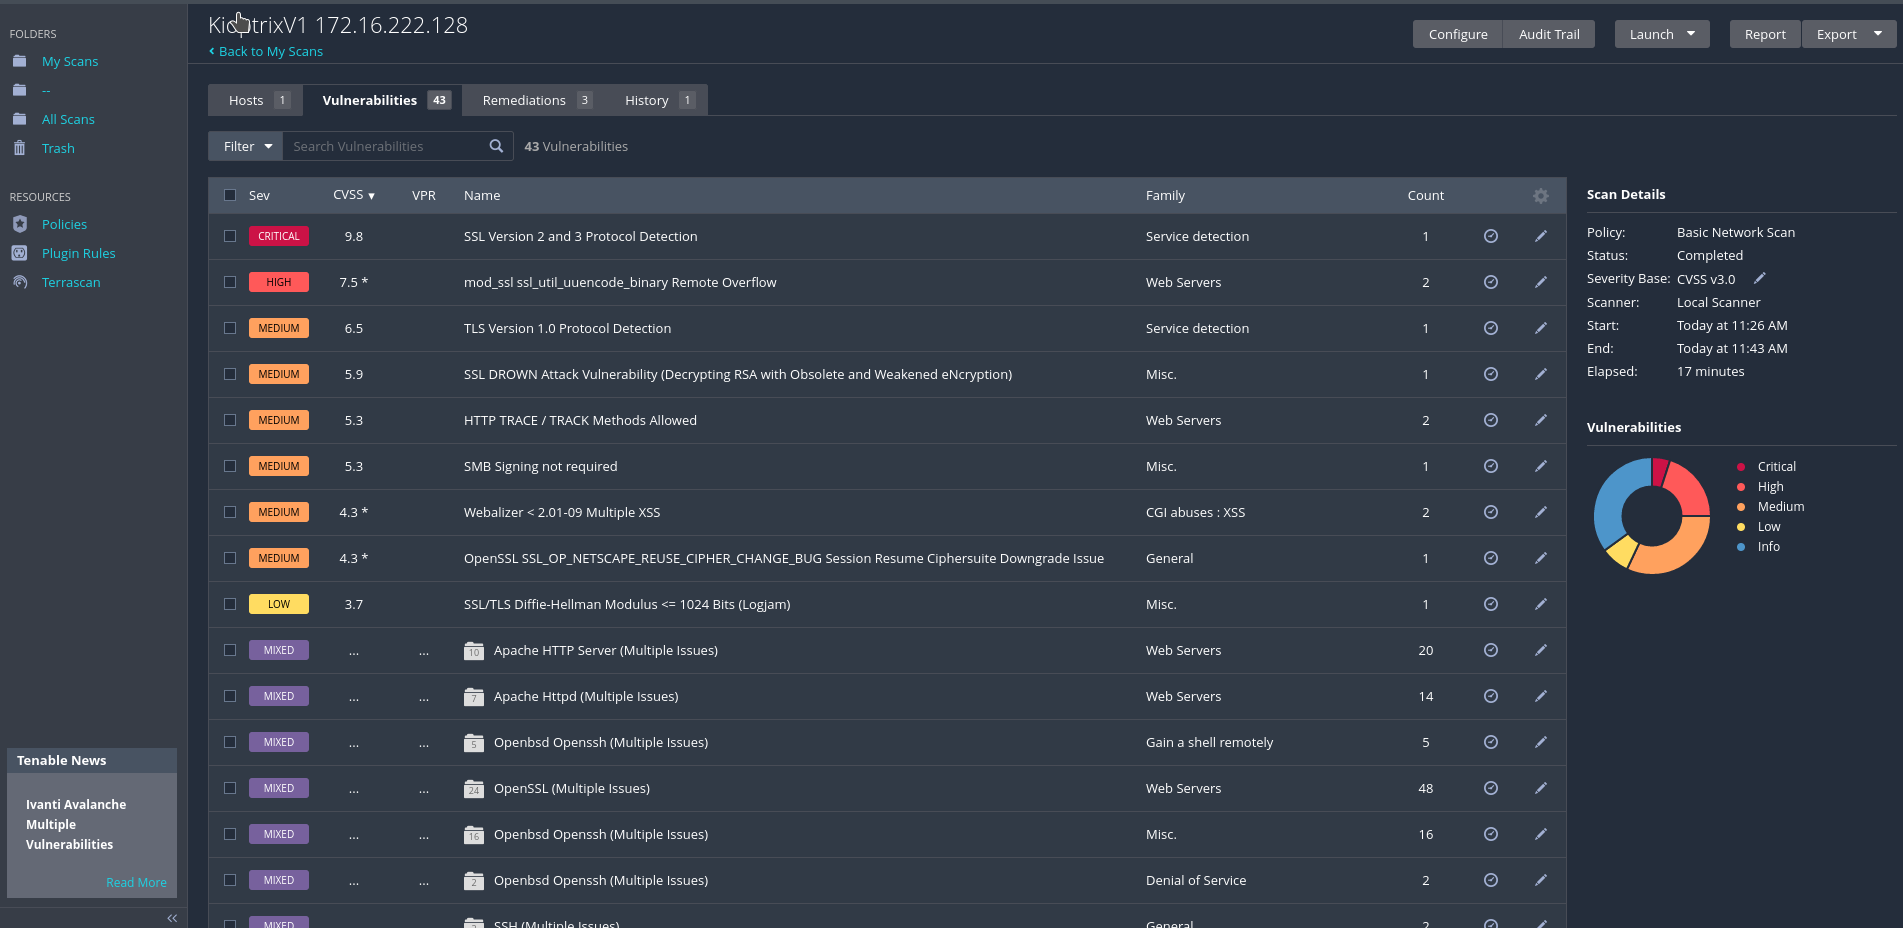 FOLDERS
My Scans
--
All Scans
Trash
RESOURCES
Policies
Plugin Rules
Terrascan
Tenable News
Ivanti Avalanche
Multiple
Vulnerabilities
Read More
172.16.222.128
Back to My Scans
Configure Audit Trail Launch Report Export
Hosts 1 Vulnerabilities 43 Remediations 3 History 1
Filter Search Vulnerabilities 43 Vulnerabilities
Sev CVSS VPR Name Family Count
CRITICAL 9.8 SSL Version 2 and 3 Protocol Detection Service detection 1
HIGH 7.5 * mod_ssl ssl_util_uuencode_binary Remote Overflow Web Servers 2
MEDIUM 6.5 TLS Version 1.0 Protocol Detection Service detection 1
MEDIUM 5.9 SSL DROWN Attack Vulnerability (Decrypting RSA with Obsolete and Weakened eNcryption) Misc. 1
MEDIUM 5.3 HTTP TRACE / TRACK Methods Allowed Web Servers 2
MEDIUM 5.3 SMB Signing not required Misc. 1
MEDIUM 4.3 * Webalizer < 2.01-09 Multiple XSS CGI abuses : XSS 2
MEDIUM 4.3 * OpenSSL SSL_OP_NETSCAPE_REUSE_CIPHER_CHANGE_BUG Session Resume Ciphersuite Downgrade Issue General 1
LOW 3.7 SSL/TLS Diffie-Hellman Modulus <= 1024 Bits (Logjam) Misc. 1
MIXED ... ... 10 Apache HTTP Server (Multiple Issues) Web Servers 20
MIXED ... ... 7 Apache Httpd (Multiple Issues) Web Servers 14
MIXED ... ... 5 Openbsd Openssh (Multiple Issues) Gain a shell remotely 5
MIXED ... ... 24 OpenSSL (Multiple Issues) Web Servers 48
MIXED ... ... 16 Openbsd Openssh (Multiple Issues) Misc. 16
MIXED ... ... 2 Openbsd Openssh (Multiple Issues) Denial of Service 2
MIXED SSH (Multiple Issues) General 2
Scan Details
Policy: Basic Network Scan
Status: Completed
Severity Base: CVSS v3.0
Scanner: Local Scanner
Start: Today at 11:26 AM
End: Today at 11:43 AM
Elapsed: 17 minutes
Vulnerabilities
Critical
High
Medium
Low
Info